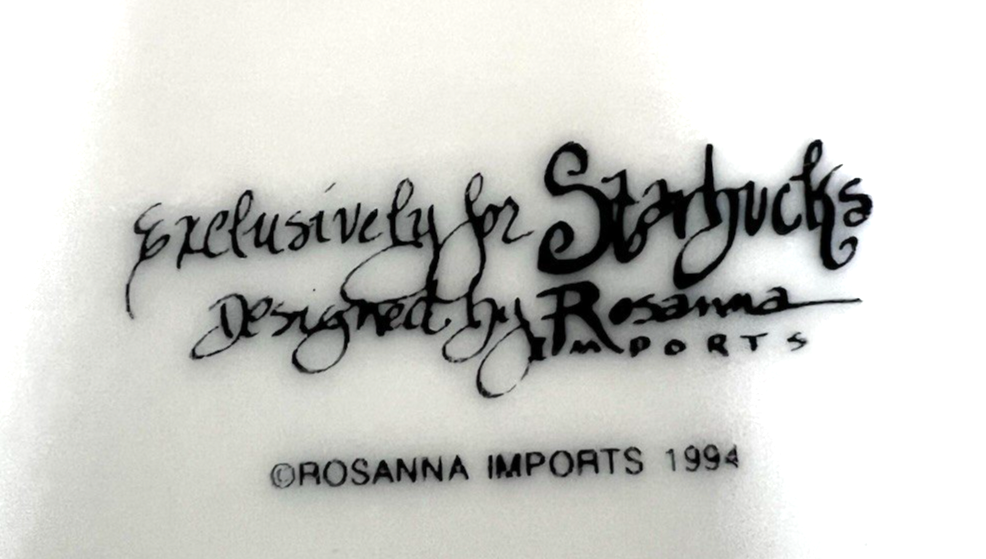 Exclusively for Starbucks
Designed by Rosanna
IMPORTS
©ROSANNA IMPORTS 1994